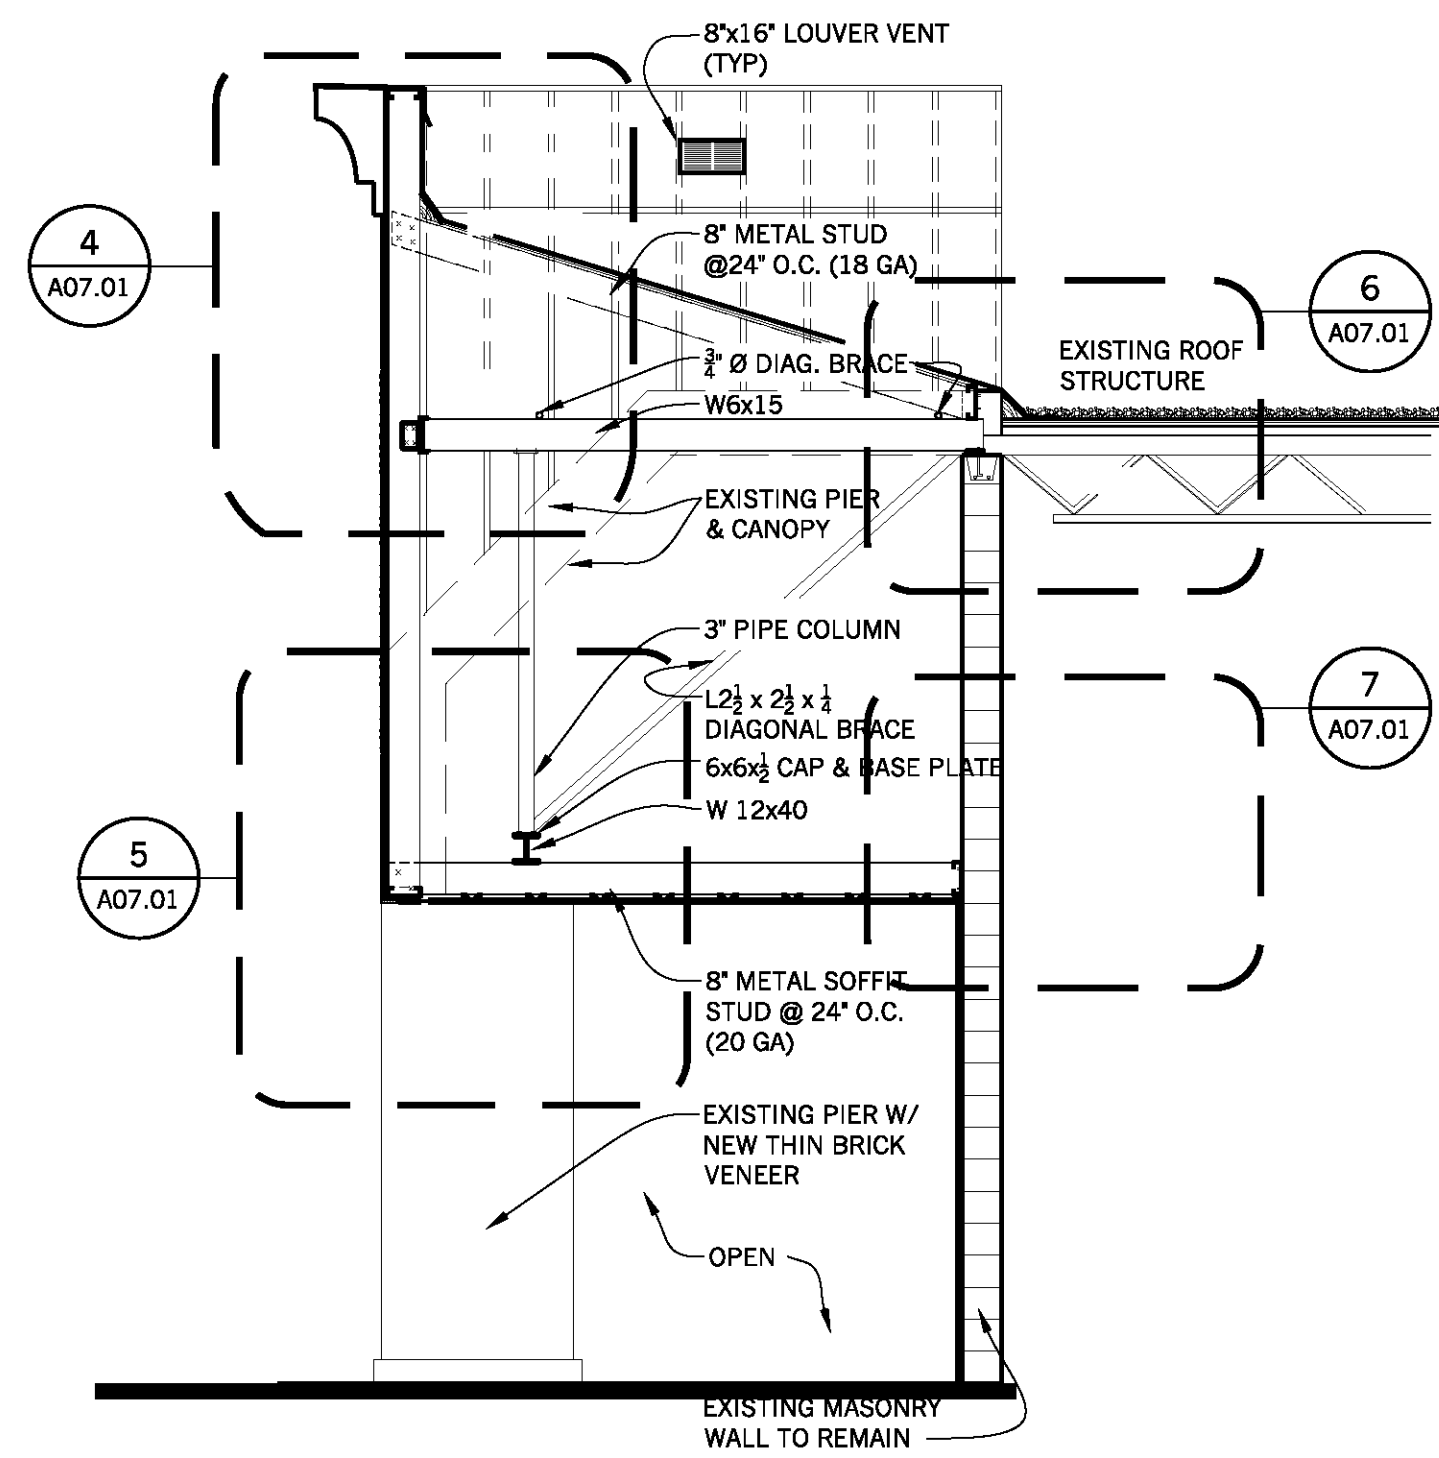 8"x16" LOUVER VENT
(TYP)
4
A07.01
8" METAL STUD
@24" O.C. (18 GA)
6
A07.01
EXISTING ROOF
STRUCTURE
3/4" Ø DIAG. BRACE
W6x15
EXISTING PIER
& CANOPY
3" PIPE COLUMN
L2 1/2 x 2 1/2 x 1/4
DIAGONAL BRACE
7
A07.01
6x6x1/2 CAP & BASE PLATE
W 12x40
5
A07.01
8" METAL SOFFIT
STUD @ 24" O.C.
(20 GA)
EXISTING PIER W/
NEW THIN BRICK
VENEER
OPEN
EXISTING MASONRY
WALL TO REMAIN